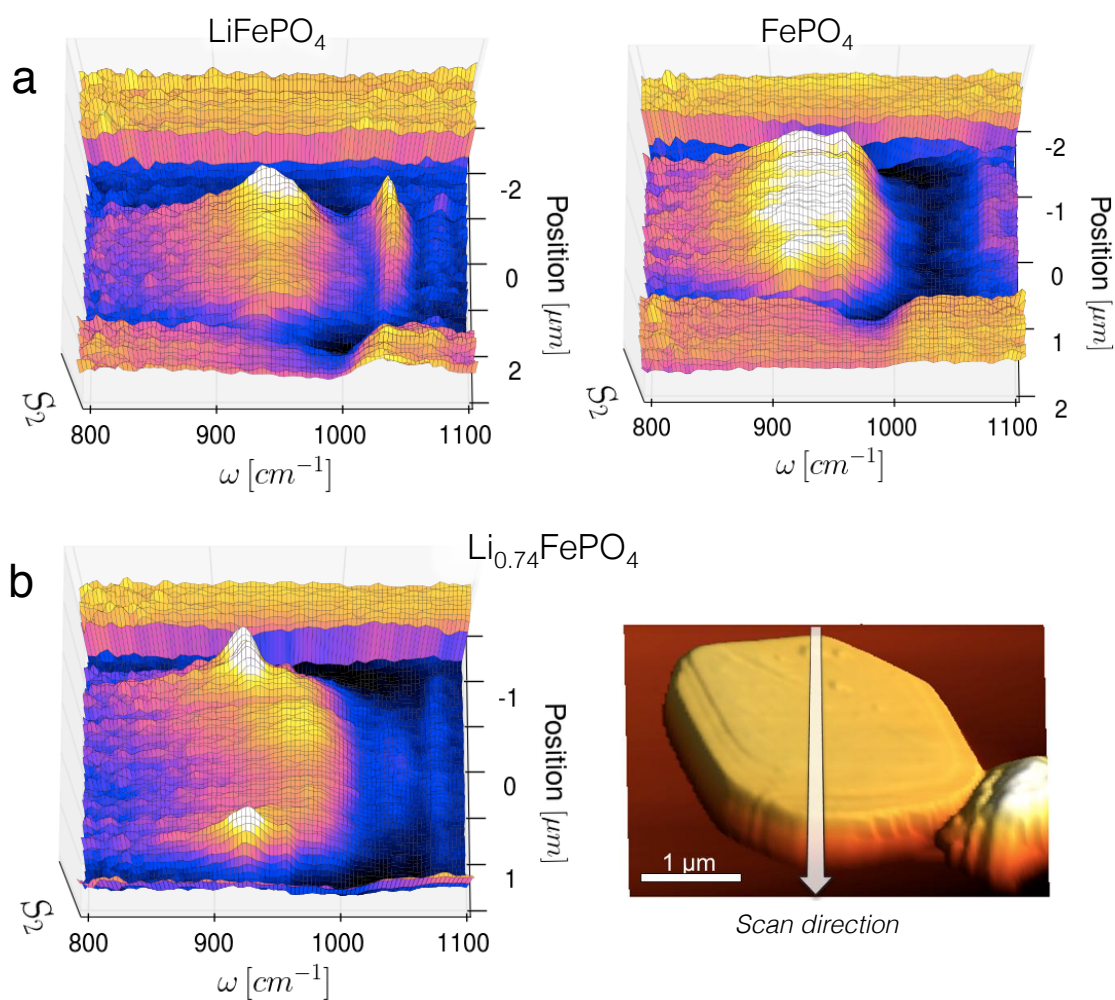 LiFePO₄
FePO₄
a
-2
-1
0
1
2
Position [μm]
-2
0
2
Position [μm]
S₂
800 900 1000 1100
ω [cm⁻¹]
S₂
800 900 1000 1100
ω [cm⁻¹]
Li₀.₇₄FePO₄
b
-1
0
1
Position [μm]
S₂
800 900 1000 1100
ω [cm⁻¹]
1 μm
Scan direction